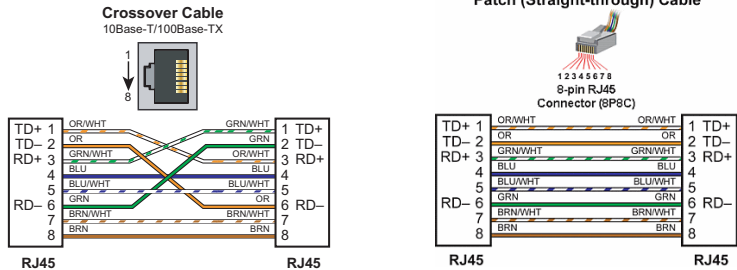 Crossover Cable
10Base-T/100Base-TX
1
8
TD+ 1 OR/WHT GRN/WHT 1 TD+
TD– 2 OR GRN 2 TD–
RD+ 3 GRN/WHT OR/WHT 3 RD+
4 BLU BLU 4
5 BLU/WHT BLU/WHT 5
RD– 6 GRN OR 6 RD–
7 BRN/WHT BRN/WHT 7
8 BRN BRN 8
RJ45 RJ45
Patch (Straight-through) Cable
1 2 3 4 5 6 7 8
8-pin RJ45
Connector (8P8C)
TD+ 1 OR/WHT OR/WHT 1 TD+
TD– 2 OR OR 2 TD–
RD+ 3 GRN/WHT GRN/WHT 3 RD+
4 BLU BLU 4
5 BLU/WHT BLU/WHT 5
RD– 6 GRN GRN 6 RD–
7 BRN/WHT BRN/WHT 7
8 BRN BRN 8
RJ45 RJ45